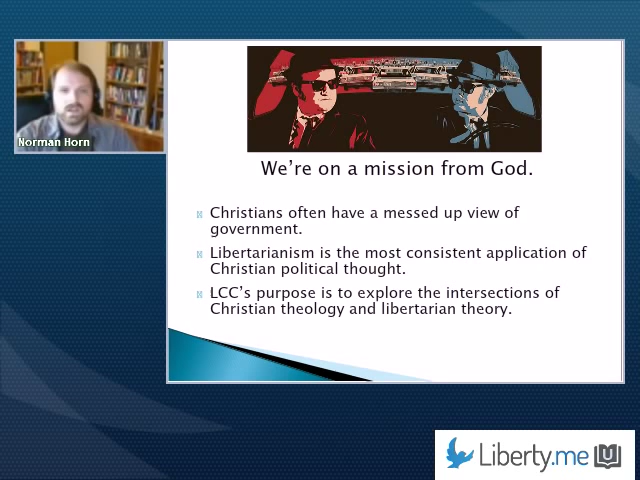 Norman Horn
We're on a mission from God.
Christians often have a messed up view of
government.
Libertarianism is the most consistent application of
Christian political thought.
LCC's purpose is to explore the intersections of
Christian theology and libertarian theory.
Liberty.me